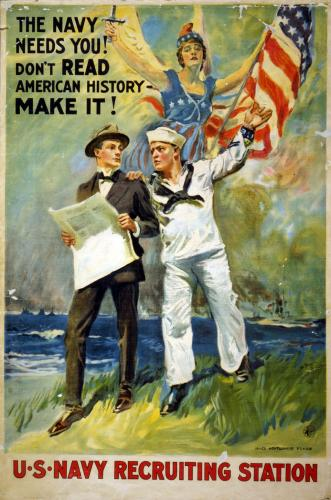 THE NAVY
NEEDS YOU!
DON'T READ
AMERICAN HISTORY-
MAKE IT!
U·S·NAVY RECRUITING STATION